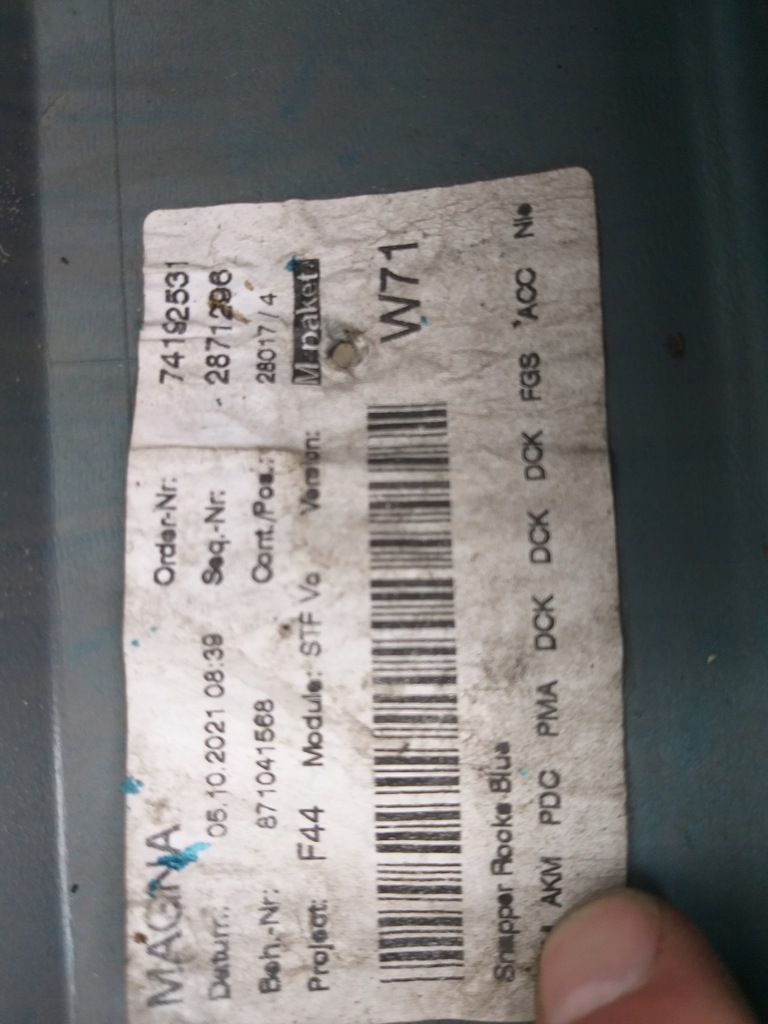 MAGNA Order-Nr: 74192531
Datum: 05.10.2021 08:39 Seq.-Nr: 2871296
Beh.-Nr: 871041568 Cont./Pos.: 28017 / 4
Project: F44 Module: STF Vo Version: M-paket
W71
Snapper Rocks Blue
AKM PDC PMA DCK DCK DCK FGS ACC